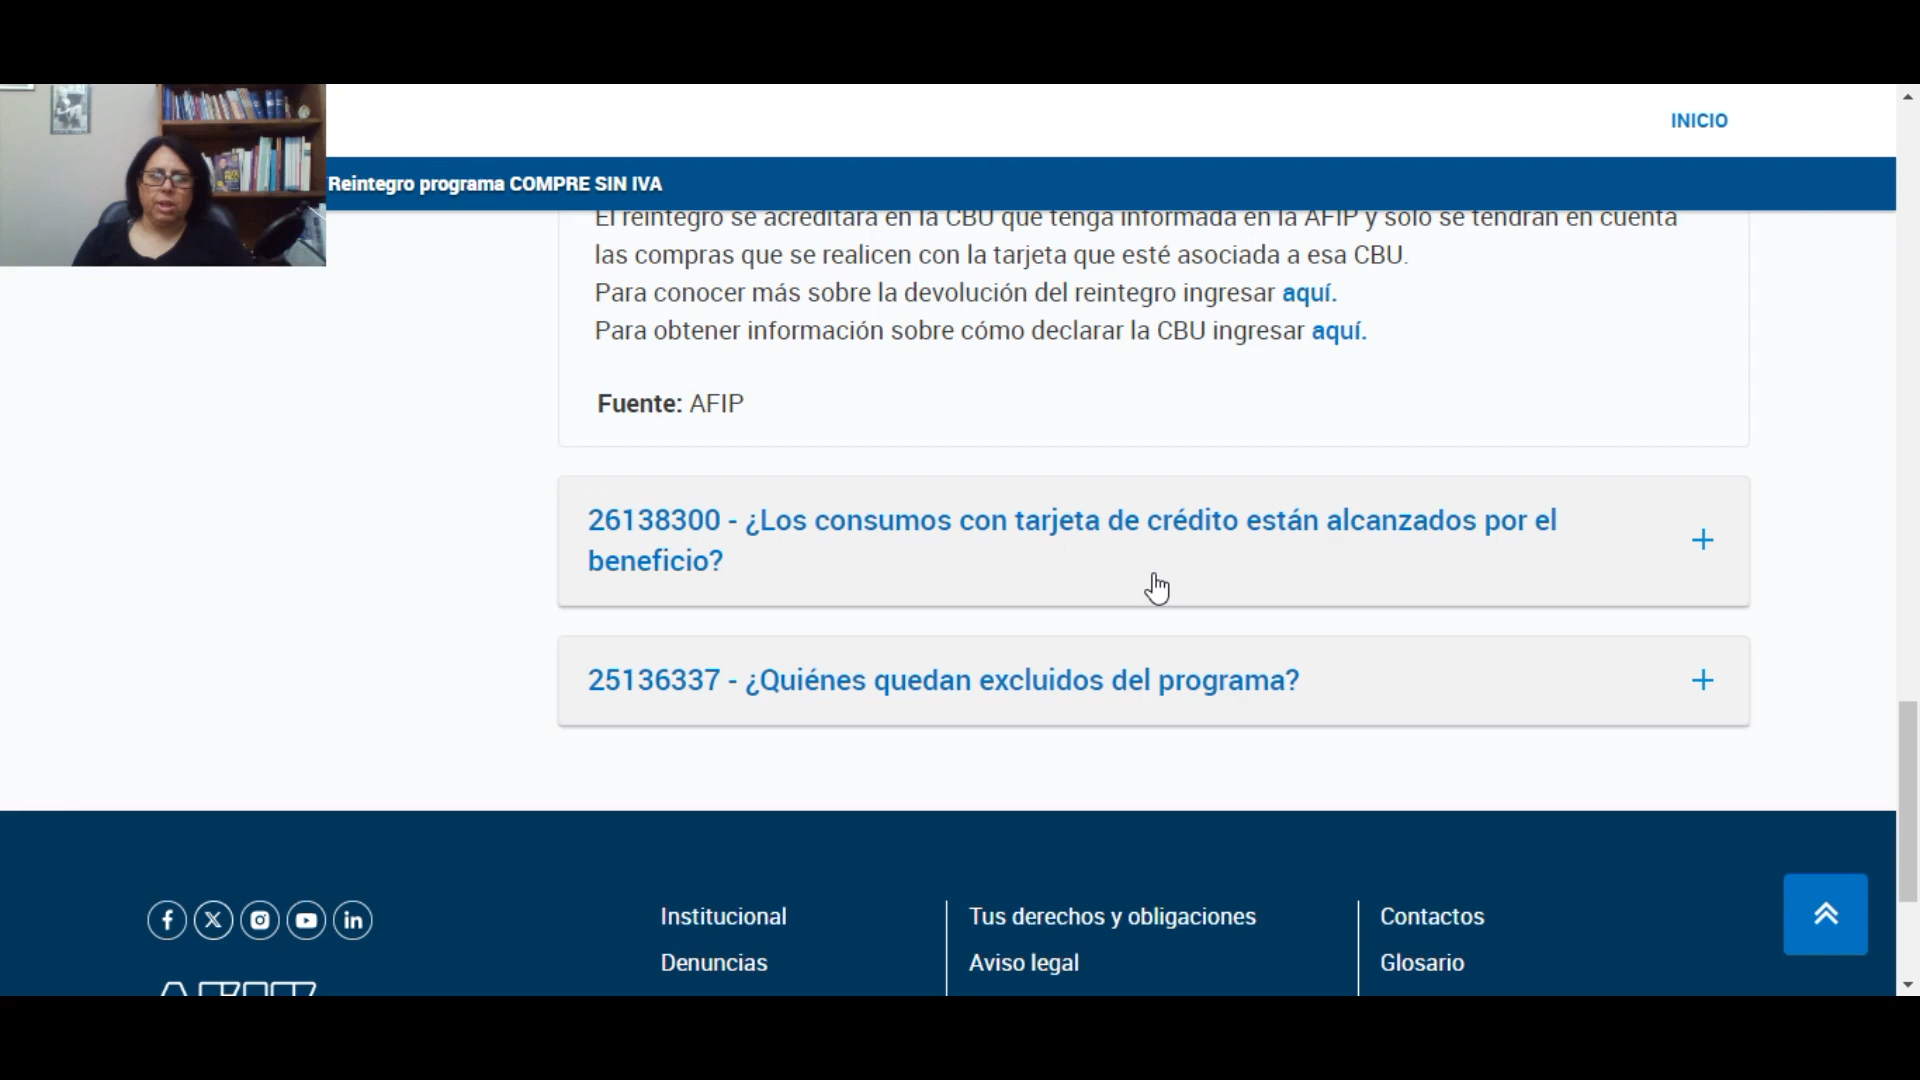 INICIO
Reintegro programa COMPRE SIN IVA
El reintegro se acreditará en la CBU que tenga informada en la AFIP y sólo se tendrán en cuenta
las compras que se realicen con la tarjeta que esté asociada a esa CBU.
Para conocer más sobre la devolución del reintegro ingresar aquí.
Para obtener información sobre cómo declarar la CBU ingresar aquí.
Fuente: AFIP
26138300 - ¿Los consumos con tarjeta de crédito están alcanzados por el
beneficio?
25136337 - ¿Quiénes quedan excluidos del programa?
Institucional
Tus derechos y obligaciones
Contactos
Denuncias
Aviso legal
Glosario